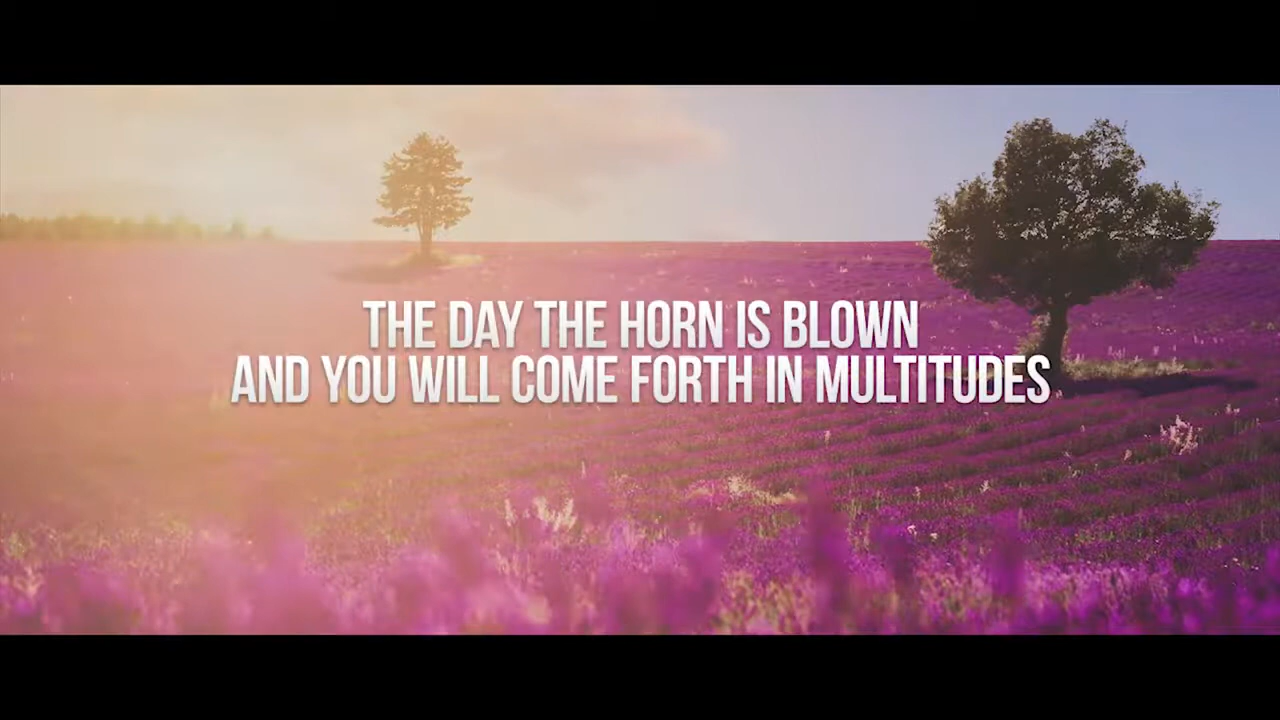 THE DAY THE HORN IS BLOWN
AND YOU WILL COME FORTH IN MULTITUDES